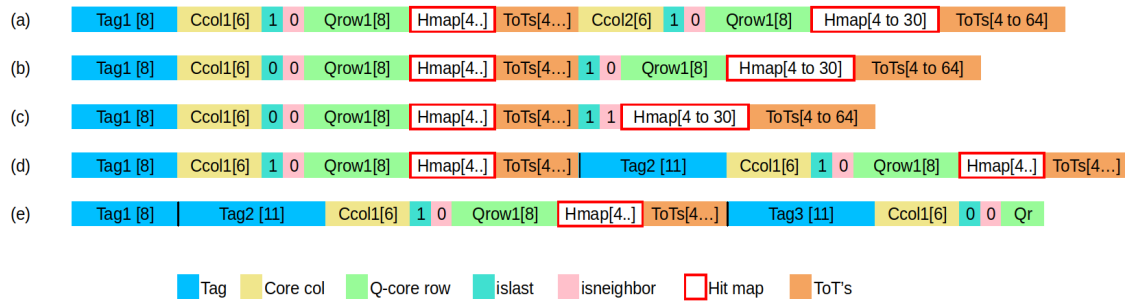 (a) Tag1 [8] Ccol1[6] 1 0 Qrow1[8] Hmap[4..] ToTs[4…] Ccol2[6] 1 0 Qrow1[8] Hmap[4 to 30] ToTs[4 to 64]
(b) Tag1 [8] Ccol1[6] 0 0 Qrow1[8] Hmap[4..] ToTs[4…] 1 0 Qrow1[8] Hmap[4 to 30] ToTs[4 to 64]
(c) Tag1 [8] Ccol1[6] 0 0 Qrow1[8] Hmap[4..] ToTs[4…] 1 1 Hmap[4 to 30] ToTs[4 to 64]
(d) Tag1 [8] Ccol1[6] 1 0 Qrow1[8] Hmap[4..] ToTs[4…] Tag2 [11] Ccol1[6] 1 0 Qrow1[8] Hmap[4..] ToTs[4…]
(e) Tag1 [8] Tag2 [11] Ccol1[6] 1 0 Qrow1[8] Hmap[4..] ToTs[4…] Tag3 [11] Ccol1[6] 0 0 Qr
Tag Core col Q-core row islast isneighbor Hit map ToT's